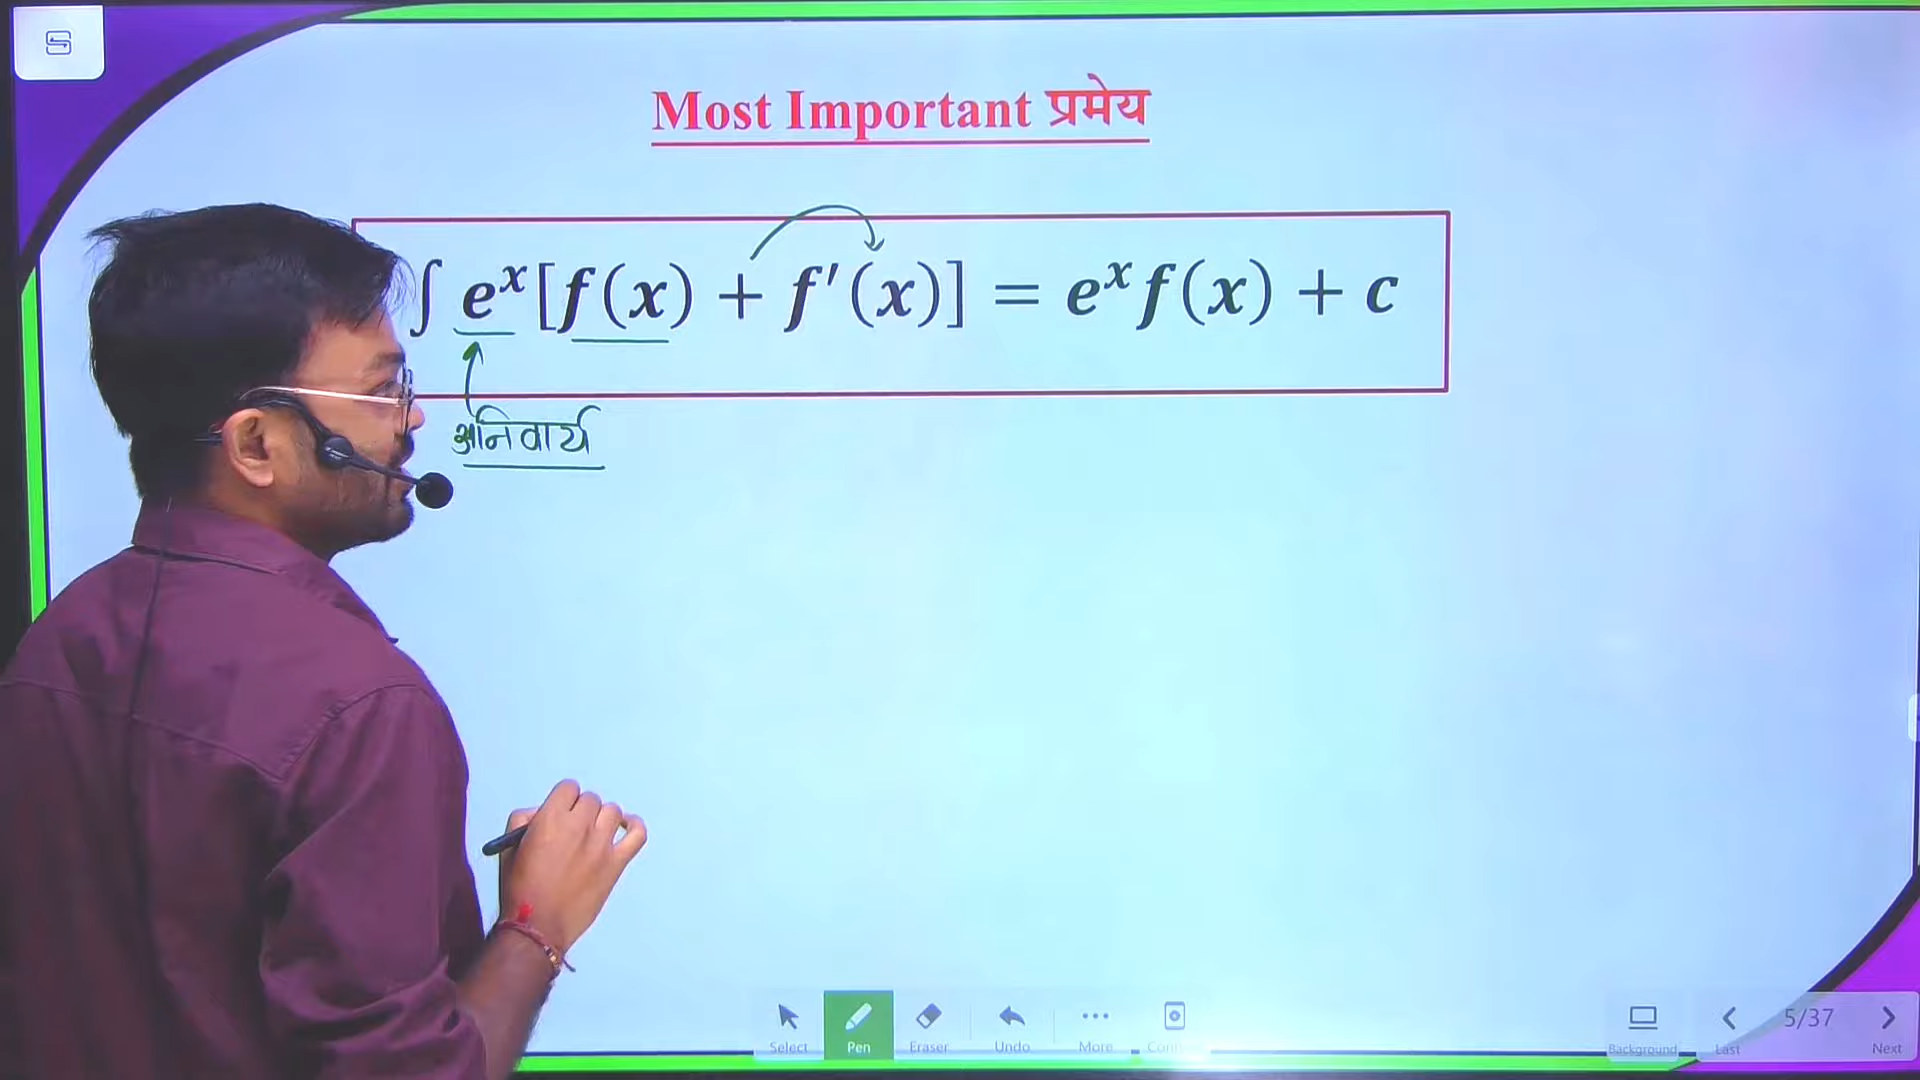 Most Important प्रमेय
∫ eˣ[f(x) + f′(x)] = eˣf(x) + c
अनिवार्य
Select Pen Eraser Undo More
Background Last 5/37 Next